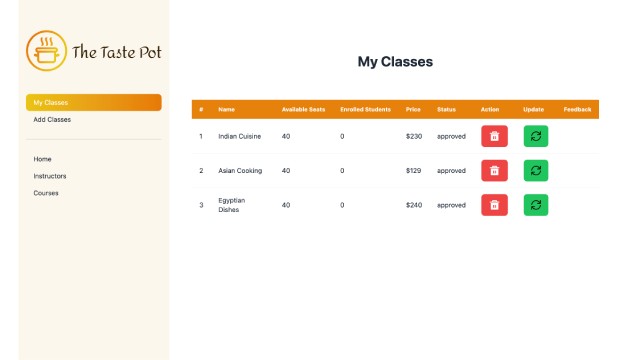 The Taste Pot
My Classes
Add Classes
Home
Instructors
Courses
My Classes
# Name Available Seats Enrolled Students Price Status Action Update Feedback
1 Indian Cuisine 40 0 $230 approved
2 Asian Cooking 40 0 $129 approved
3 Egyptian Dishes 40 0 $240 approved